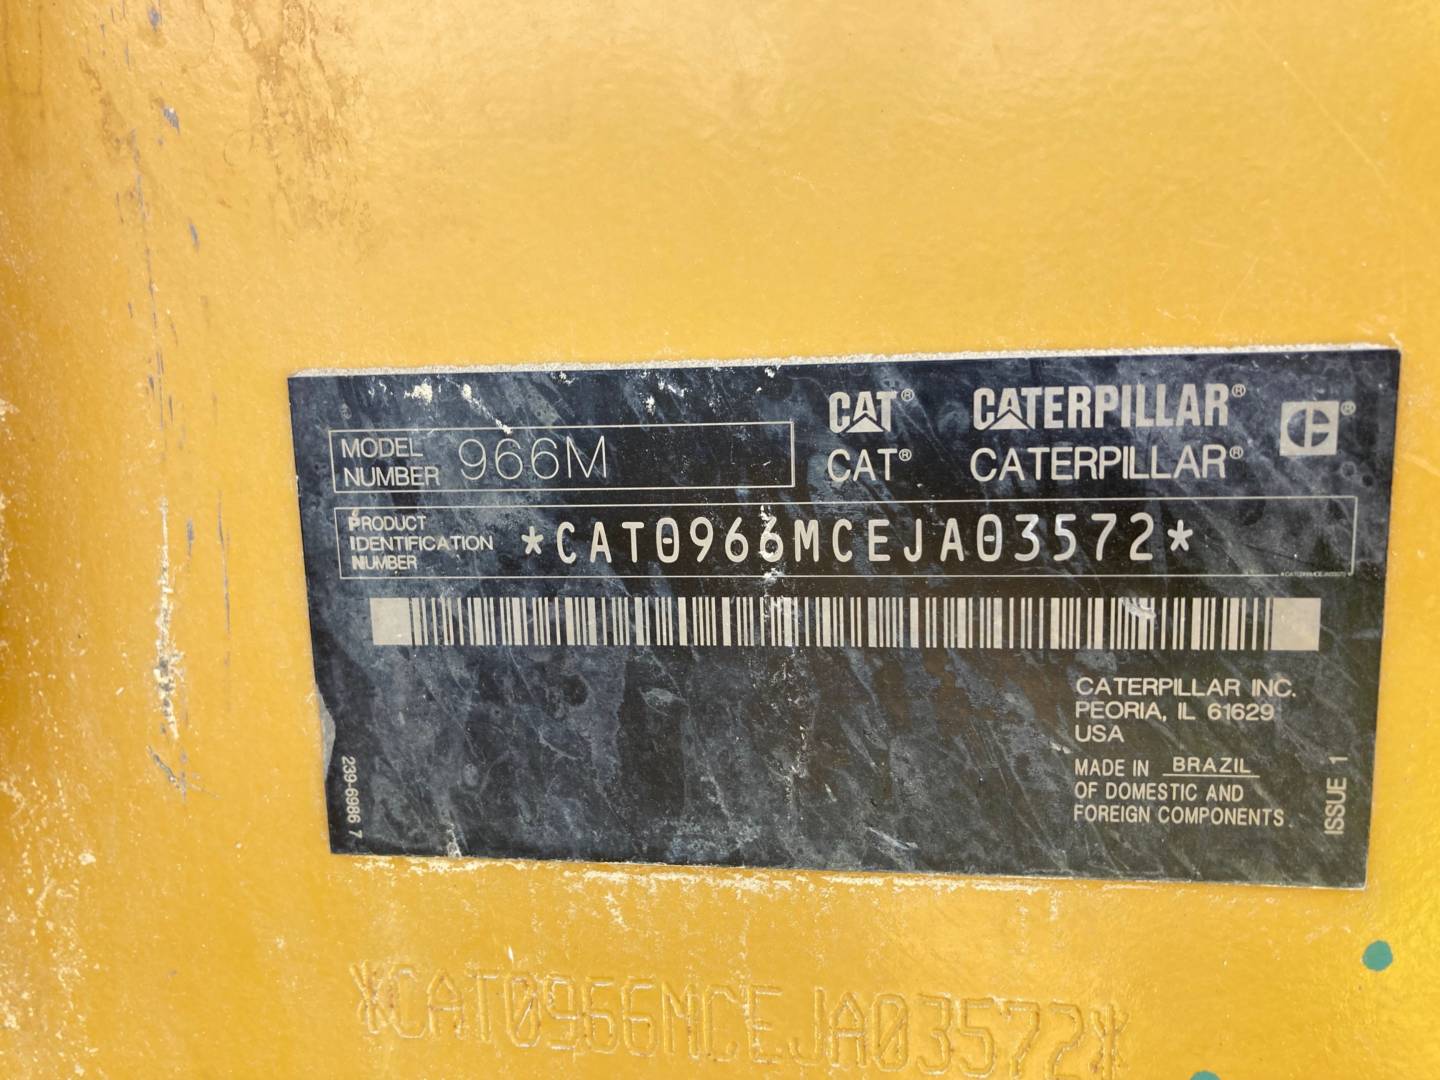 CAT® CATERPILLAR® CE®
MODEL NUMBER 966M
CAT® CATERPILLAR®
PRODUCT IDENTIFICATION NUMBER *CAT0966MCEJA03572*
CATERPILLAR INC.
PEORIA, IL 61629
USA
MADE IN BRAZIL
OF DOMESTIC AND
FOREIGN COMPONENTS.
ISSUE 1
239-6986 7
*CAT0966MCEJA03572*